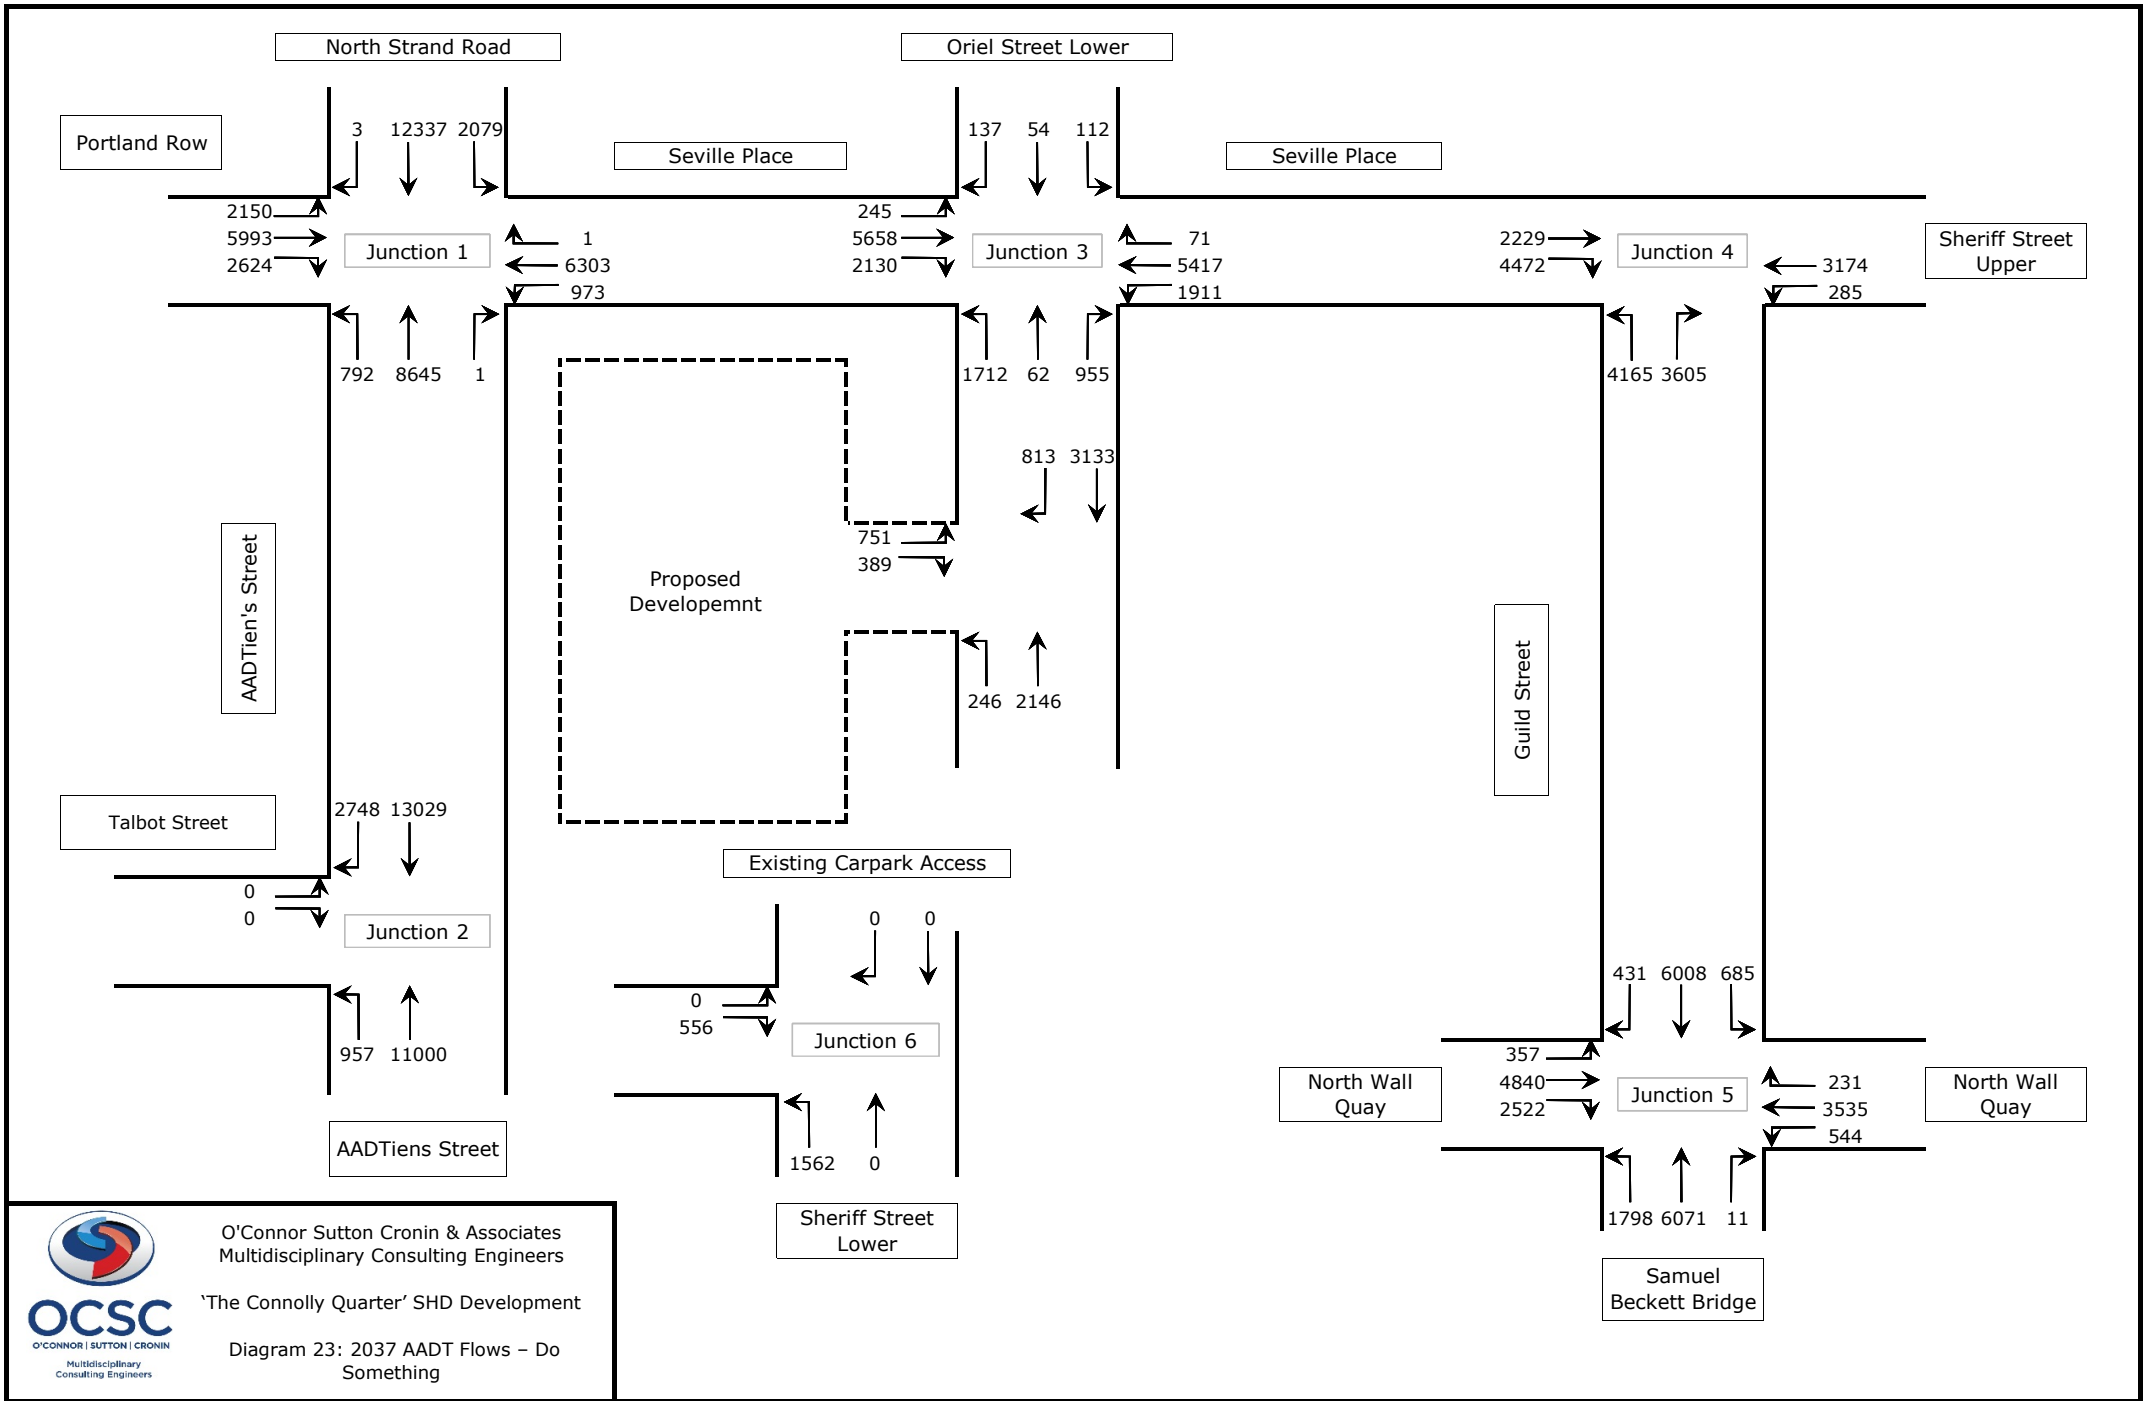 North Strand Road
Oriel Street Lower
Portland Row
3 12337 2079
137 54 112
Seville Place
Seville Place
2150
5993
2624
Junction 1
1
6303
973
245
5658
2130
Junction 3
71
5417
1911
2229
4472
Junction 4
3174
285
Sheriff Street
Upper
792 8645 1
1712 62 955
4165 3605
813 3133
751
389
Proposed
Developemnt
AADTien's Street
Guild Street
246 2146
Talbot Street
2748 13029
0
0
Junction 2
957 11000
AADTiens Street
Existing Carpark Access
0 0
0
556
Junction 6
1562 0
Sheriff Street
Lower
431 6008 685
North Wall
Quay
357
4840
2522
Junction 5
231
3535
544
North Wall
Quay
1798 6071 11
Samuel
Beckett Bridge
OCSC
O'CONNOR | SUTTON | CRONIN
Multidisciplinary
Consulting Engineers
O'Connor Sutton Cronin & Associates
Multidisciplinary Consulting Engineers
‘The Connolly Quarter’ SHD Development
Diagram 23: 2037 AADT Flows – Do
Something